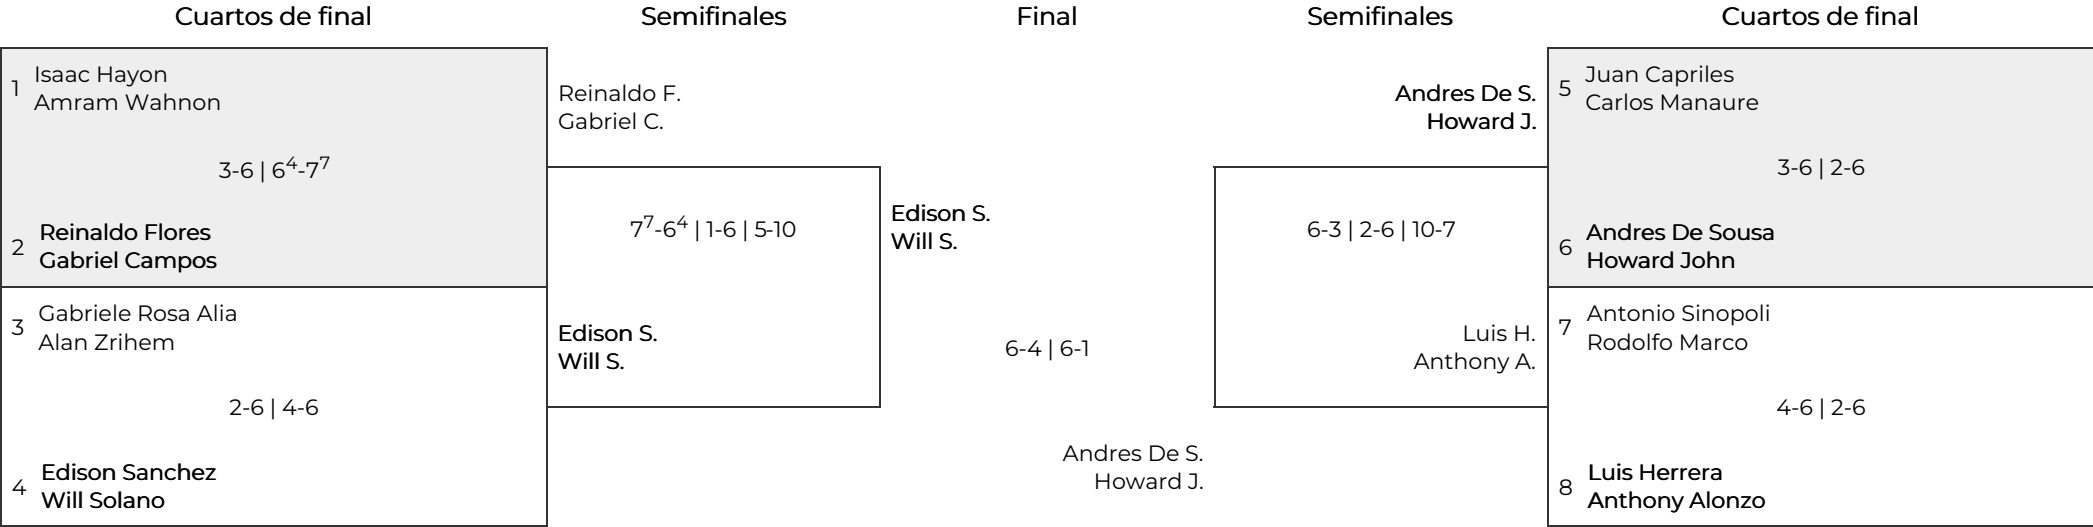 Cuartos de final
Semifinales
Final
Semifinales
Cuartos de final
1
Isaac Hayon
Amram Wahnon
3-6 | 6⁴-7⁷
2
Reinaldo Flores
Gabriel Campos
3
Gabriele Rosa Alia
Alan Zrihem
2-6 | 4-6
4
Edison Sanchez
Will Solano
Reinaldo F.
Gabriel C.
7⁷-6⁴ | 1-6 | 5-10
Edison S.
Will S.
Edison S.
Will S.
6-4 | 6-1
Andres De S.
Howard J.
Andres De S.
Howard J.
6-3 | 2-6 | 10-7
Luis H.
Anthony A.
5
Juan Capriles
Carlos Manaure
3-6 | 2-6
6
Andres De Sousa
Howard John
7
Antonio Sinopoli
Rodolfo Marco
4-6 | 2-6
8
Luis Herrera
Anthony Alonzo